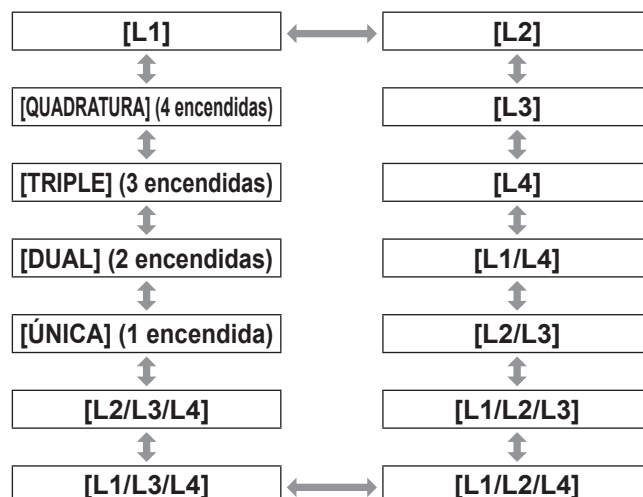 [L1]
[L2]
[QUADRATURA] (4 encendidas)
[L3]
[TRIPLE] (3 encendidas)
[L4]
[DUAL] (2 encendidas)
[L1/L4]
[ÚNICA] (1 encendida)
[L2/L3]
[L2/L3/L4]
[L1/L2/L3]
[L1/L3/L4]
[L1/L2/L4]